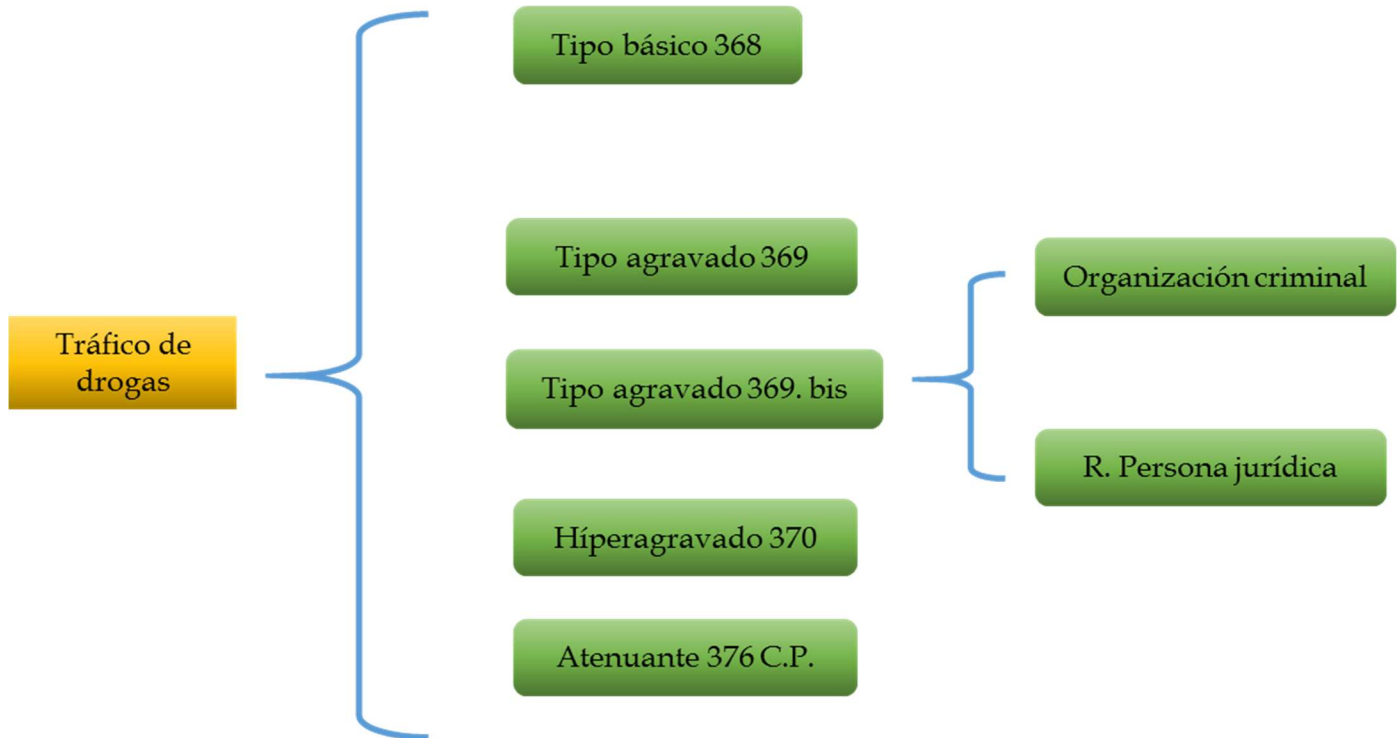 Tráfico de
drogas
Tipo básico 368
Tipo agravado 369
Tipo agravado 369. bis
Organización criminal
R. Persona jurídica
Híperagravado 370
Atenuante 376 C.P.